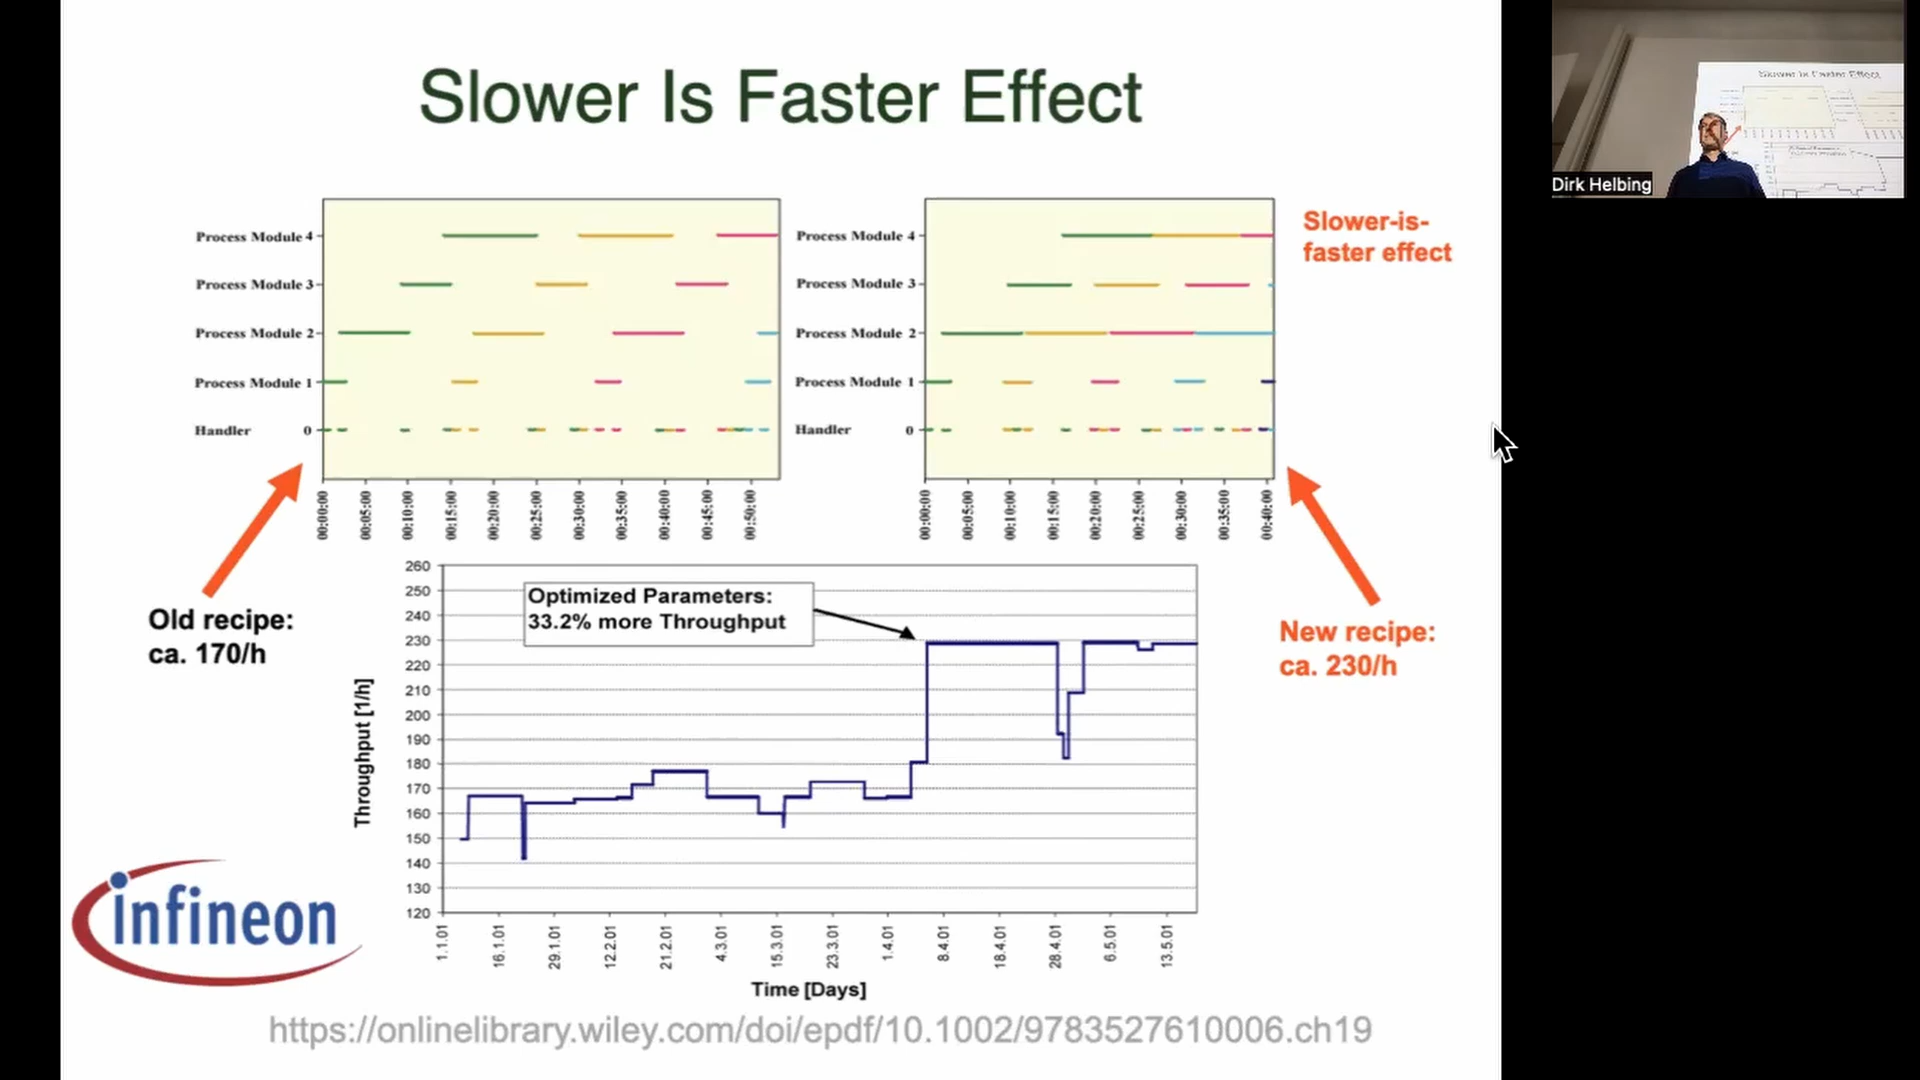 Slower Is Faster Effect
Process Module 4
Process Module 3
Process Module 2
Process Module 1
Handler 0
00:00:00
00:05:00
00:10:00
00:15:00
00:20:00
00:25:00
00:30:00
00:35:00
00:40:00
00:45:00
00:50:00
Process Module 4
Process Module 3
Process Module 2
Process Module 1
Handler 0
00:00:00
00:05:00
00:10:00
00:15:00
00:20:00
00:25:00
00:30:00
00:35:00
00:40:00
Slower-is-
faster effect
Old recipe:
ca. 170/h
New recipe:
ca. 230/h
Optimized Parameters:
33.2% more Throughput
Throughput [1/h]
260
250
240
230
220
210
200
190
180
170
160
150
140
130
120
1.1.01
16.1.01
29.1.01
12.2.01
21.2.01
4.3.01
15.3.01
23.3.01
1.4.01
8.4.01
18.4.01
28.4.01
6.5.01
13.5.01
Time [Days]
infineon
https://onlinelibrary.wiley.com/doi/epdf/10.1002/9783527610006.ch19
Slower Is Faster Effect
Dirk Helbing